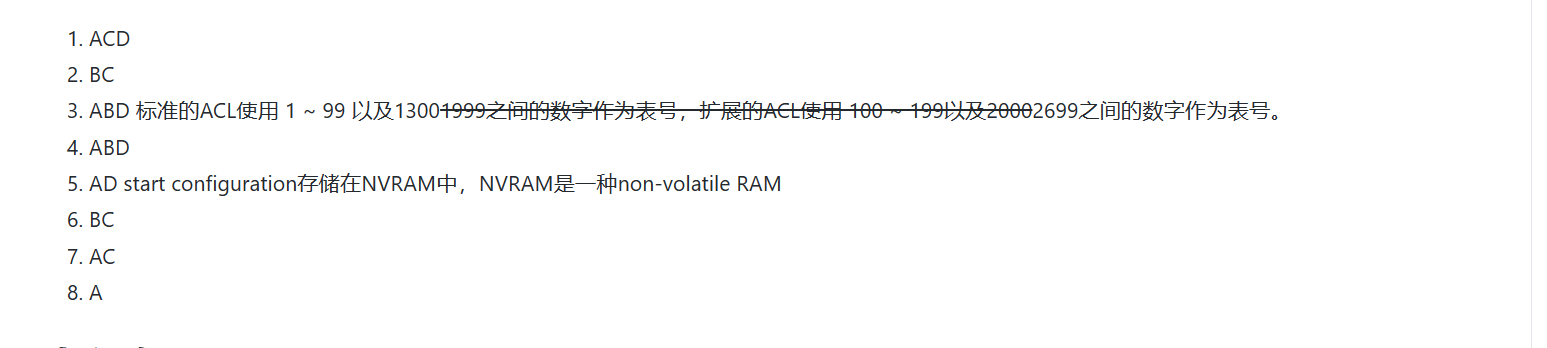 1. ACD
2. BC
3. ABD 标准的ACL使用 1 ~ 99 以及13001999之间的数字作为表号，扩展的ACL使用 100 ~ 199以及20002699之间的数字作为表号。
4. ABD
5. AD start configuration存储在NVRAM中，NVRAM是一种non-volatile RAM
6. BC
7. AC
8. A